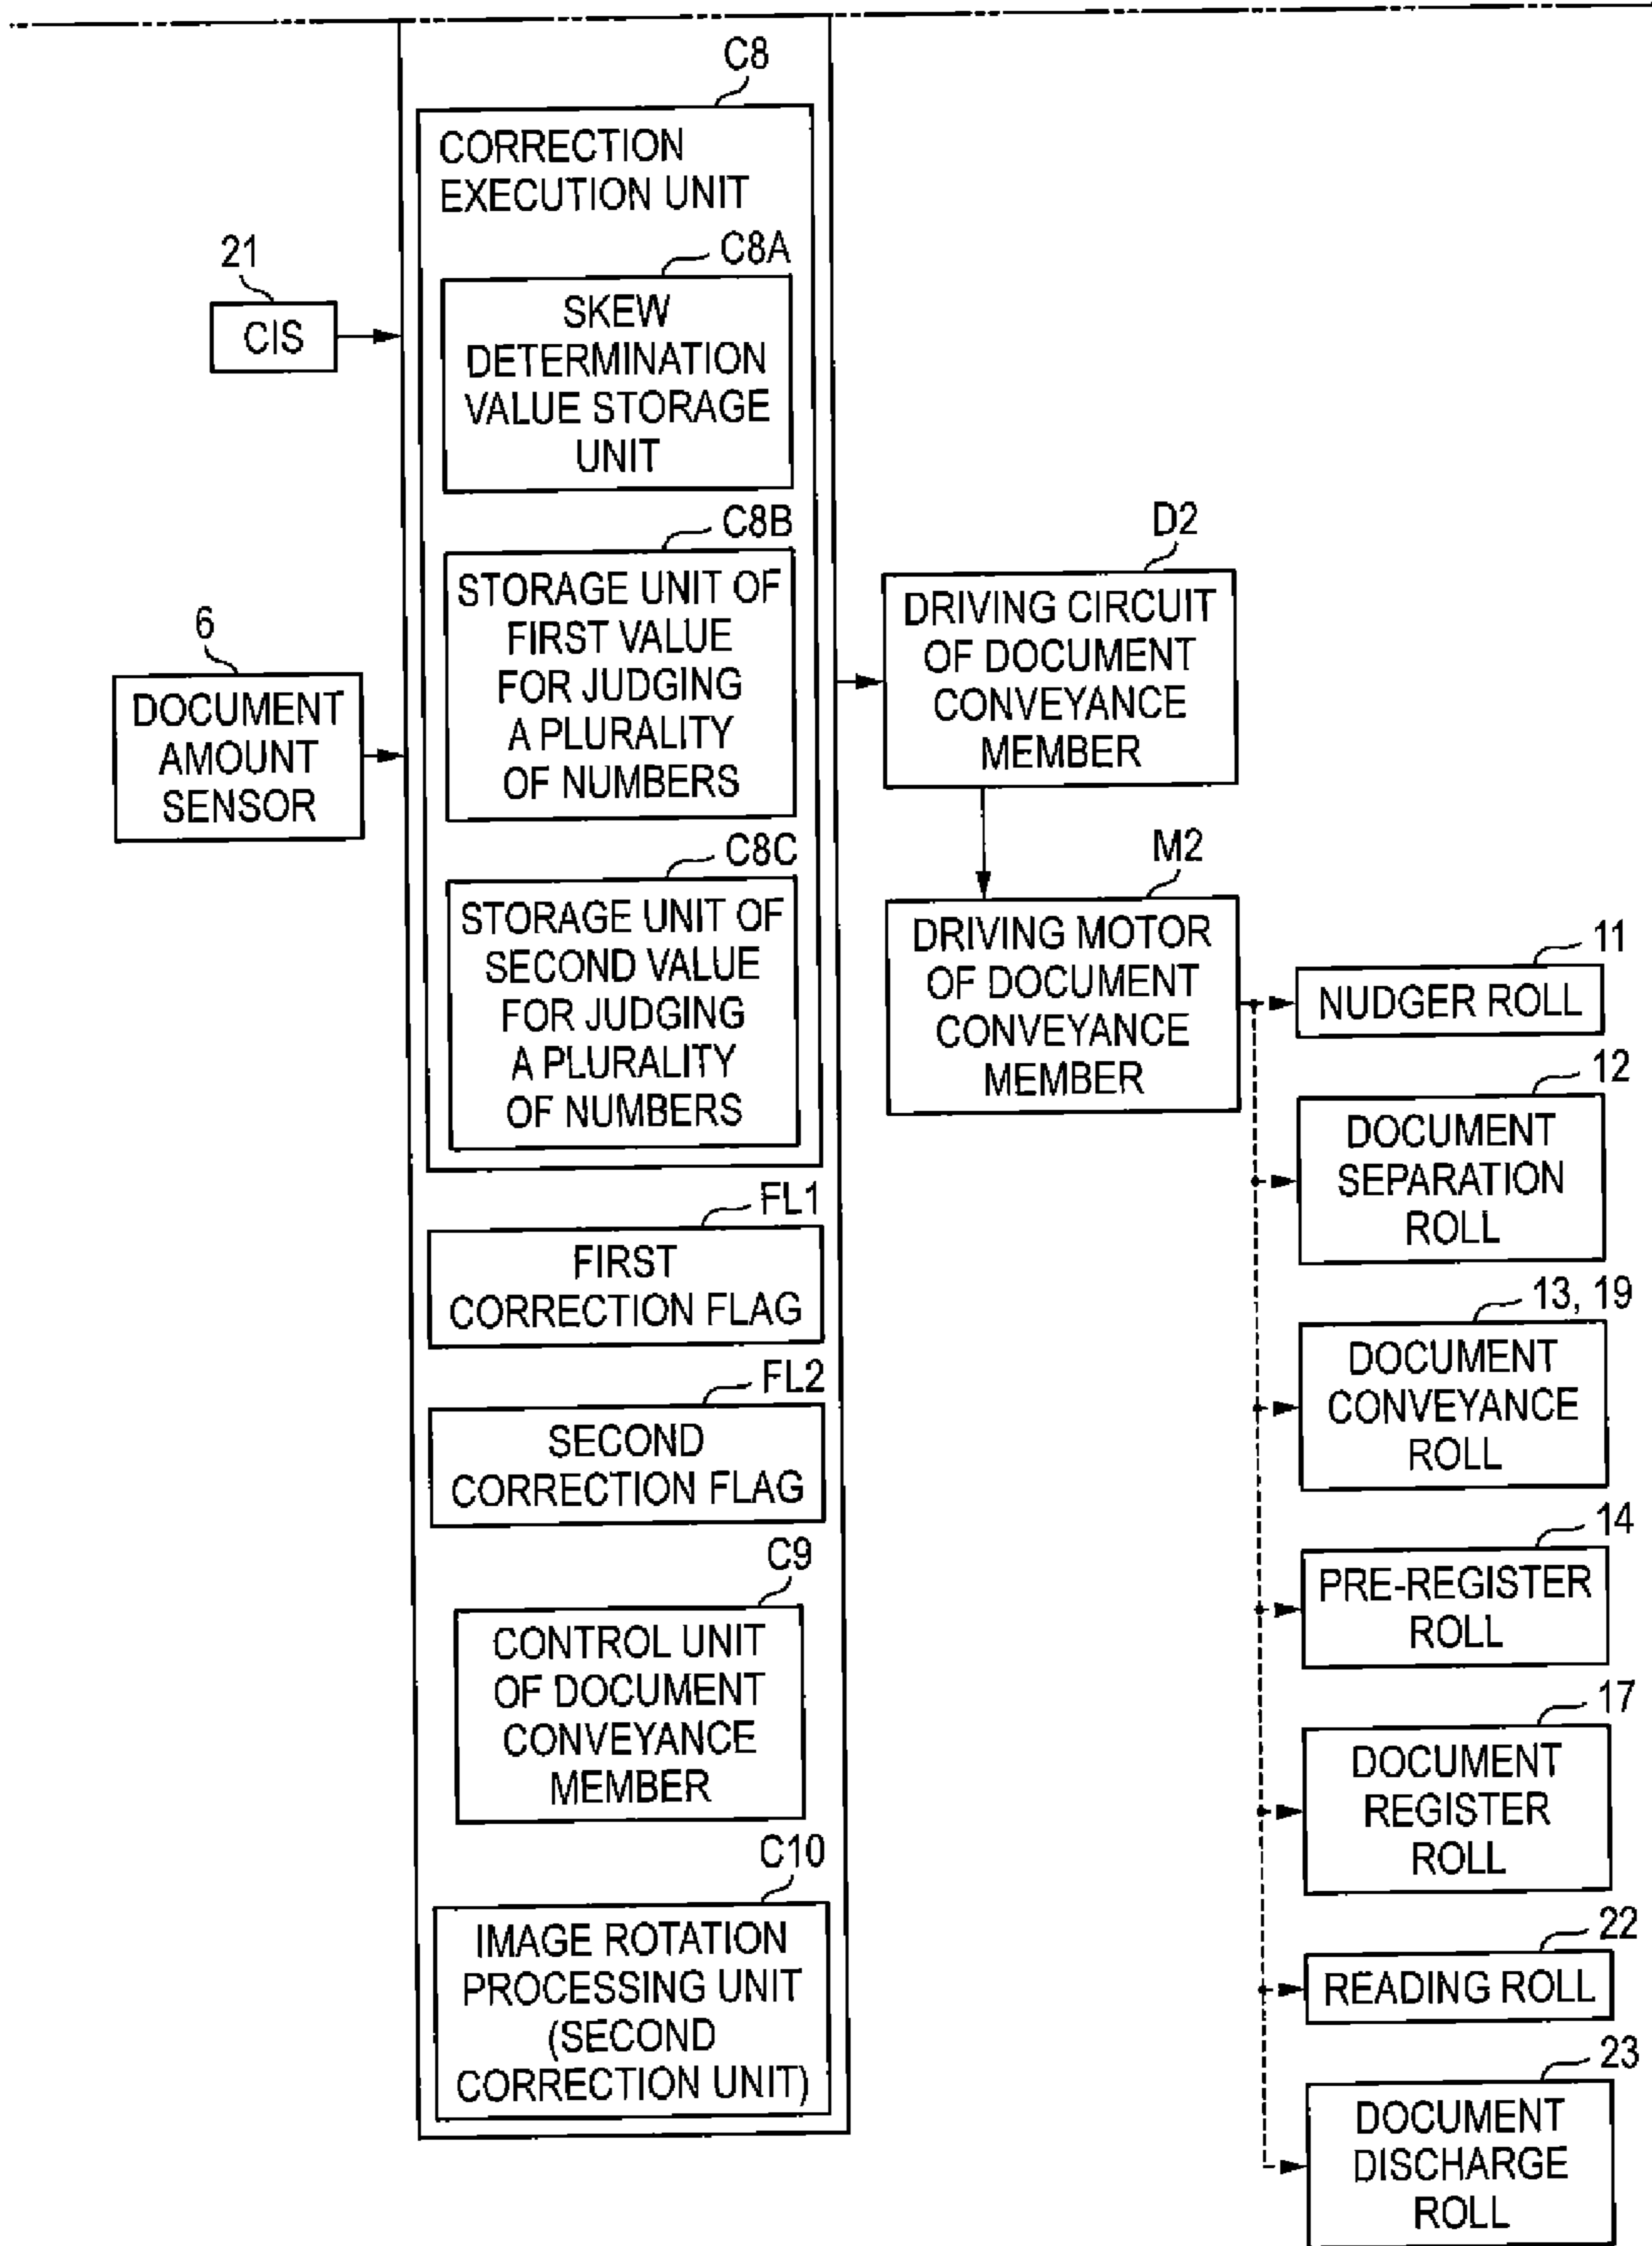 C8
CORRECTION
EXECUTION UNIT
C8A
SKEW
DETERMINATION
VALUE STORAGE
UNIT
C8B
STORAGE UNIT OF
FIRST VALUE
FOR JUDGING
A PLURALITY
OF NUMBERS
C8C
STORAGE UNIT OF
SECOND VALUE
FOR JUDGING
A PLURALITY
OF NUMBERS
FL1
FIRST
CORRECTION FLAG
FL2
SECOND
CORRECTION FLAG
C9
CONTROL UNIT
OF DOCUMENT
CONVEYANCE
MEMBER
C10
IMAGE ROTATION
PROCESSING UNIT
(SECOND
CORRECTION UNIT)
21
CIS
6
DOCUMENT
AMOUNT
SENSOR
D2
DRIVING CIRCUIT
OF DOCUMENT
CONVEYANCE
MEMBER
M2
DRIVING MOTOR
OF DOCUMENT
CONVEYANCE
MEMBER
11
NUDGER ROLL
12
DOCUMENT
SEPARATION
ROLL
13, 19
DOCUMENT
CONVEYANCE
ROLL
14
PRE-REGISTER
ROLL
17
DOCUMENT
REGISTER
ROLL
22
READING ROLL
23
DOCUMENT
DISCHARGE
ROLL